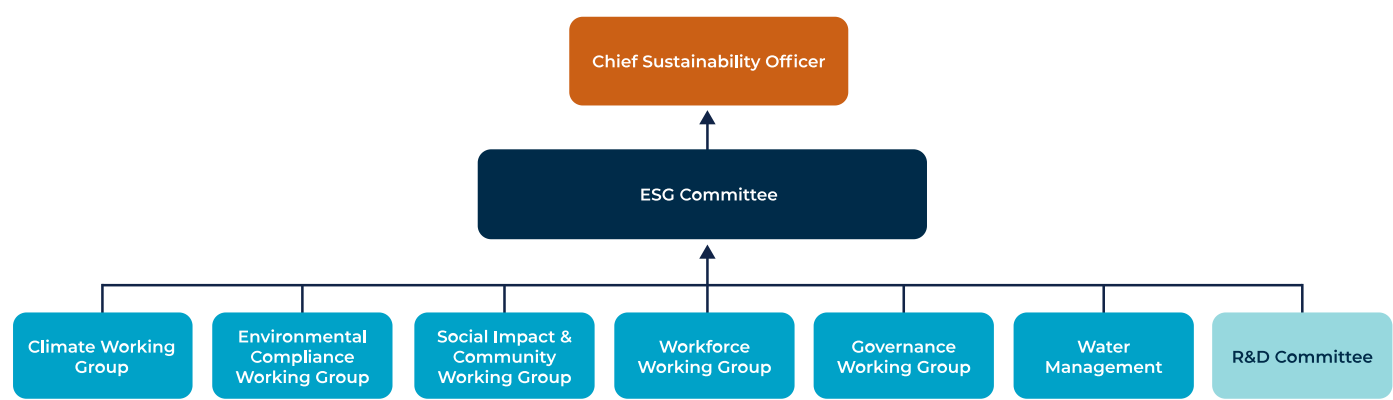 Chief Sustainability Officer
ESG Committee
Climate Working
Group
Environmental
Compliance
Working Group
Social Impact &
Community
Working Group
Workforce
Working Group
Governance
Working Group
Water
Management
R&D Committee